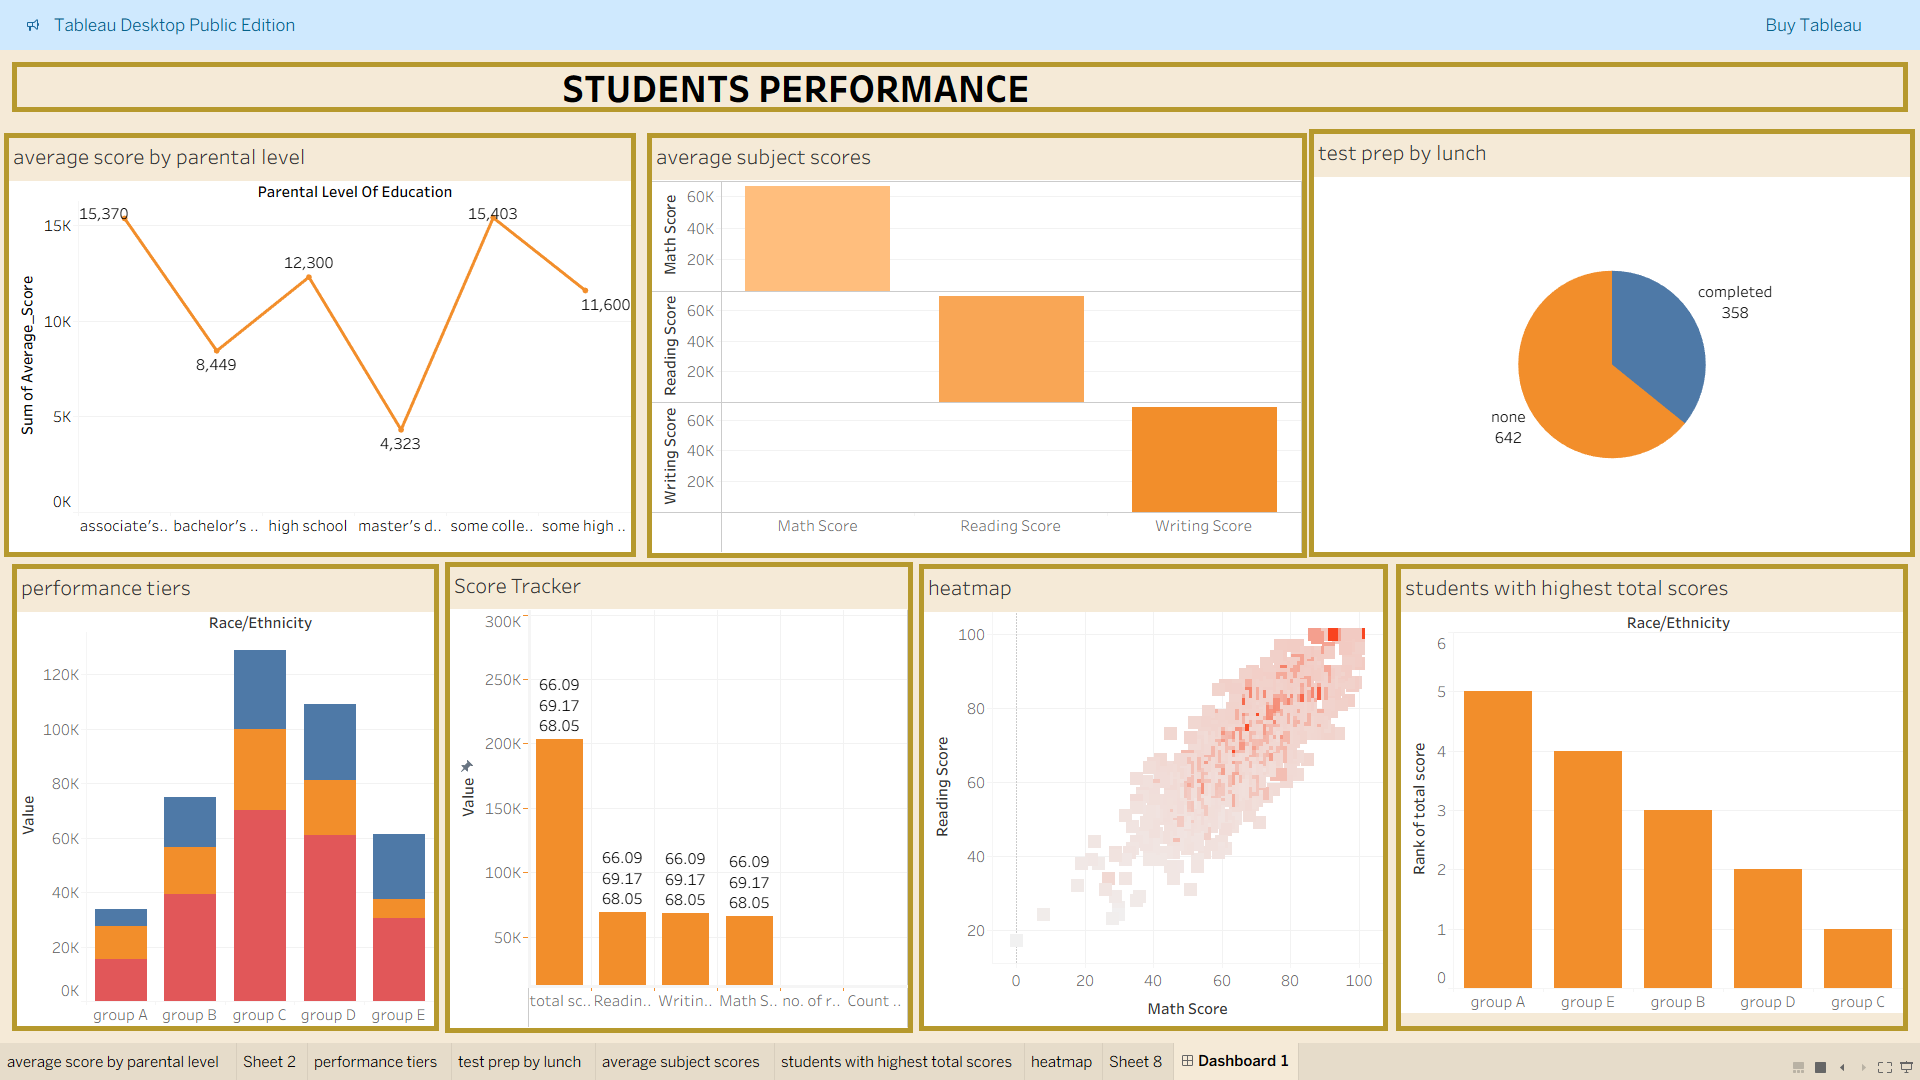 Tableau Desktop Public Edition
Buy Tableau
STUDENTS PERFORMANCE
average score by parental level
Parental Level Of Education
Sum of Average_Score
15K
10K
5K
0K
15,370
8,449
12,300
4,323
15,403
11,600
associate's.. bachelor's .. high school master's d.. some colle.. some high ..
average subject scores
Math Score
60K
40K
20K
Reading Score
60K
40K
20K
Writing Score
60K
40K
20K
Math Score Reading Score Writing Score
test prep by lunch
completed
358
none
642
performance tiers
Race/Ethnicity
Value
120K
100K
80K
60K
40K
20K
0K
group A group B group C group D group E
Score Tracker
Value
300K
250K
200K
150K
100K
50K
66.09
69.17
68.05
66.09
69.17
68.05
66.09
69.17
68.05
66.09
69.17
68.05
total sc.. Readin.. Writin.. Math S.. no. of r.. Count ..
heatmap
Reading Score
100
80
60
40
20
0 20 40 60 80 100
Math Score
students with highest total scores
Race/Ethnicity
Rank of total score
6
5
4
3
2
1
0
group A group E group B group D group C
average score by parental level Sheet 2 performance tiers test prep by lunch average subject scores students with highest total scores heatmap Sheet 8 Dashboard 1